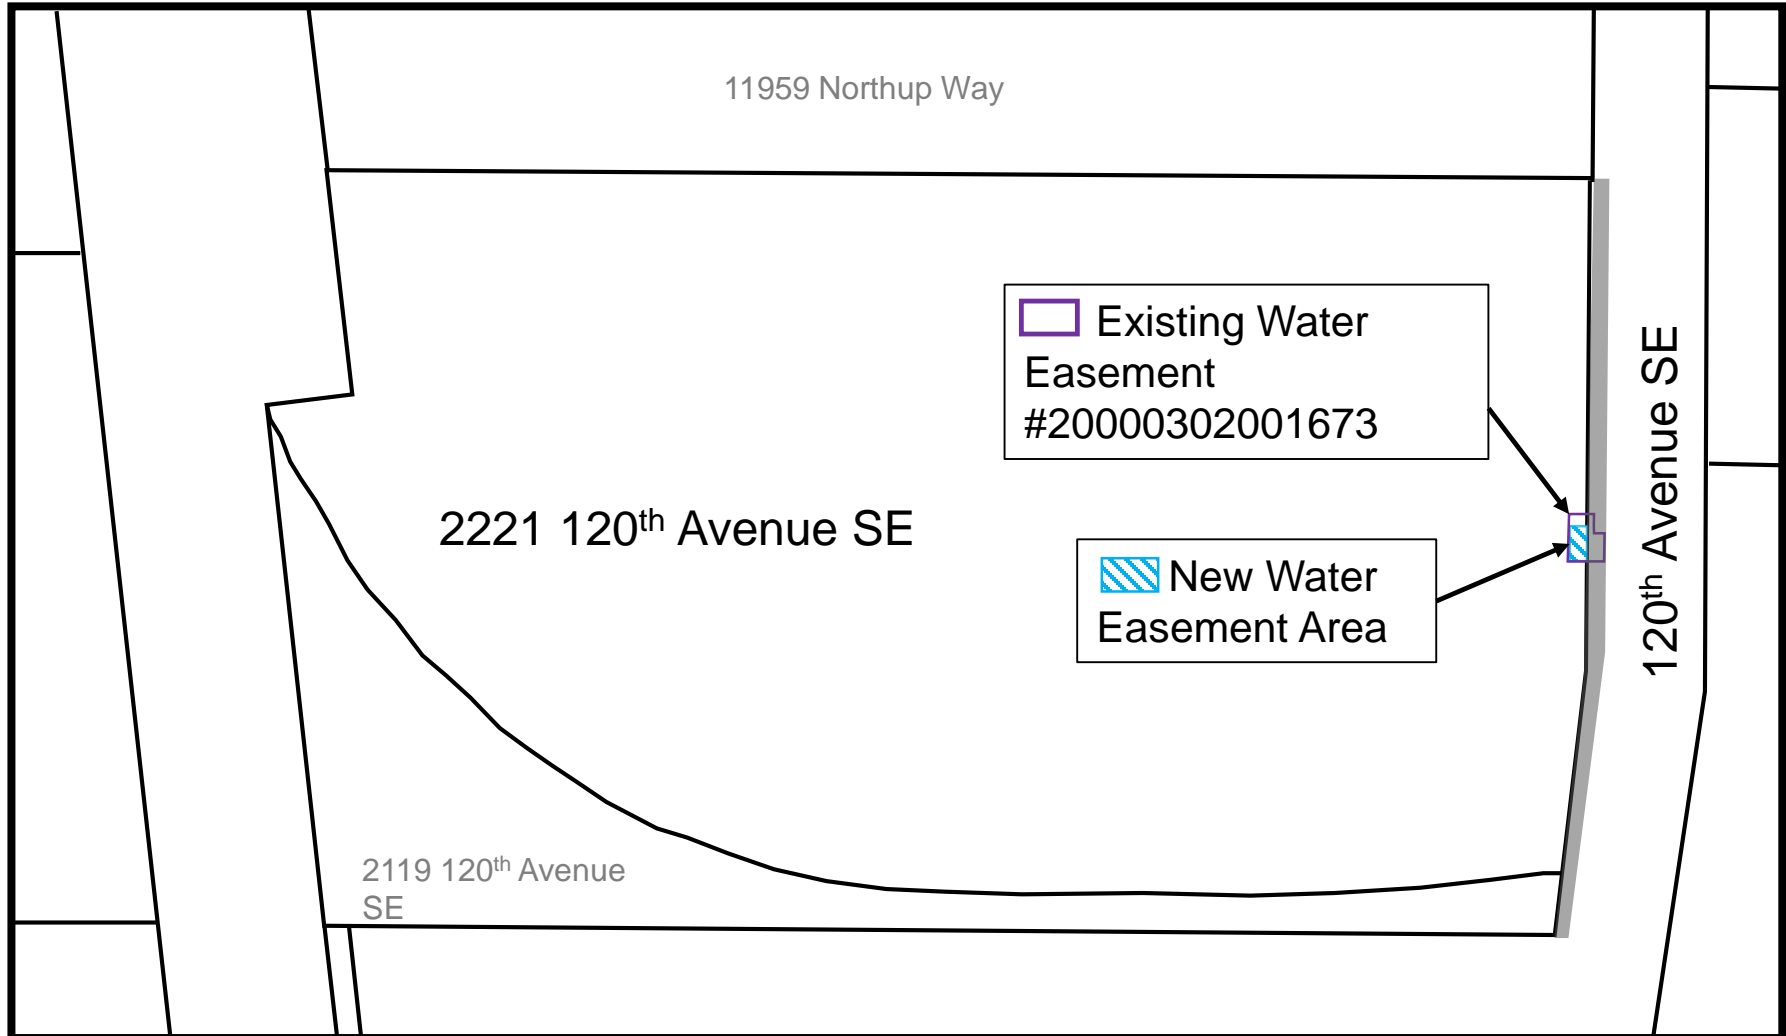 11959 Northup Way
Existing Water
Easement
#20000302001673
120th Avenue SE
2221 120th Avenue SE
New Water
Easement Area
2119 120th Avenue
SE